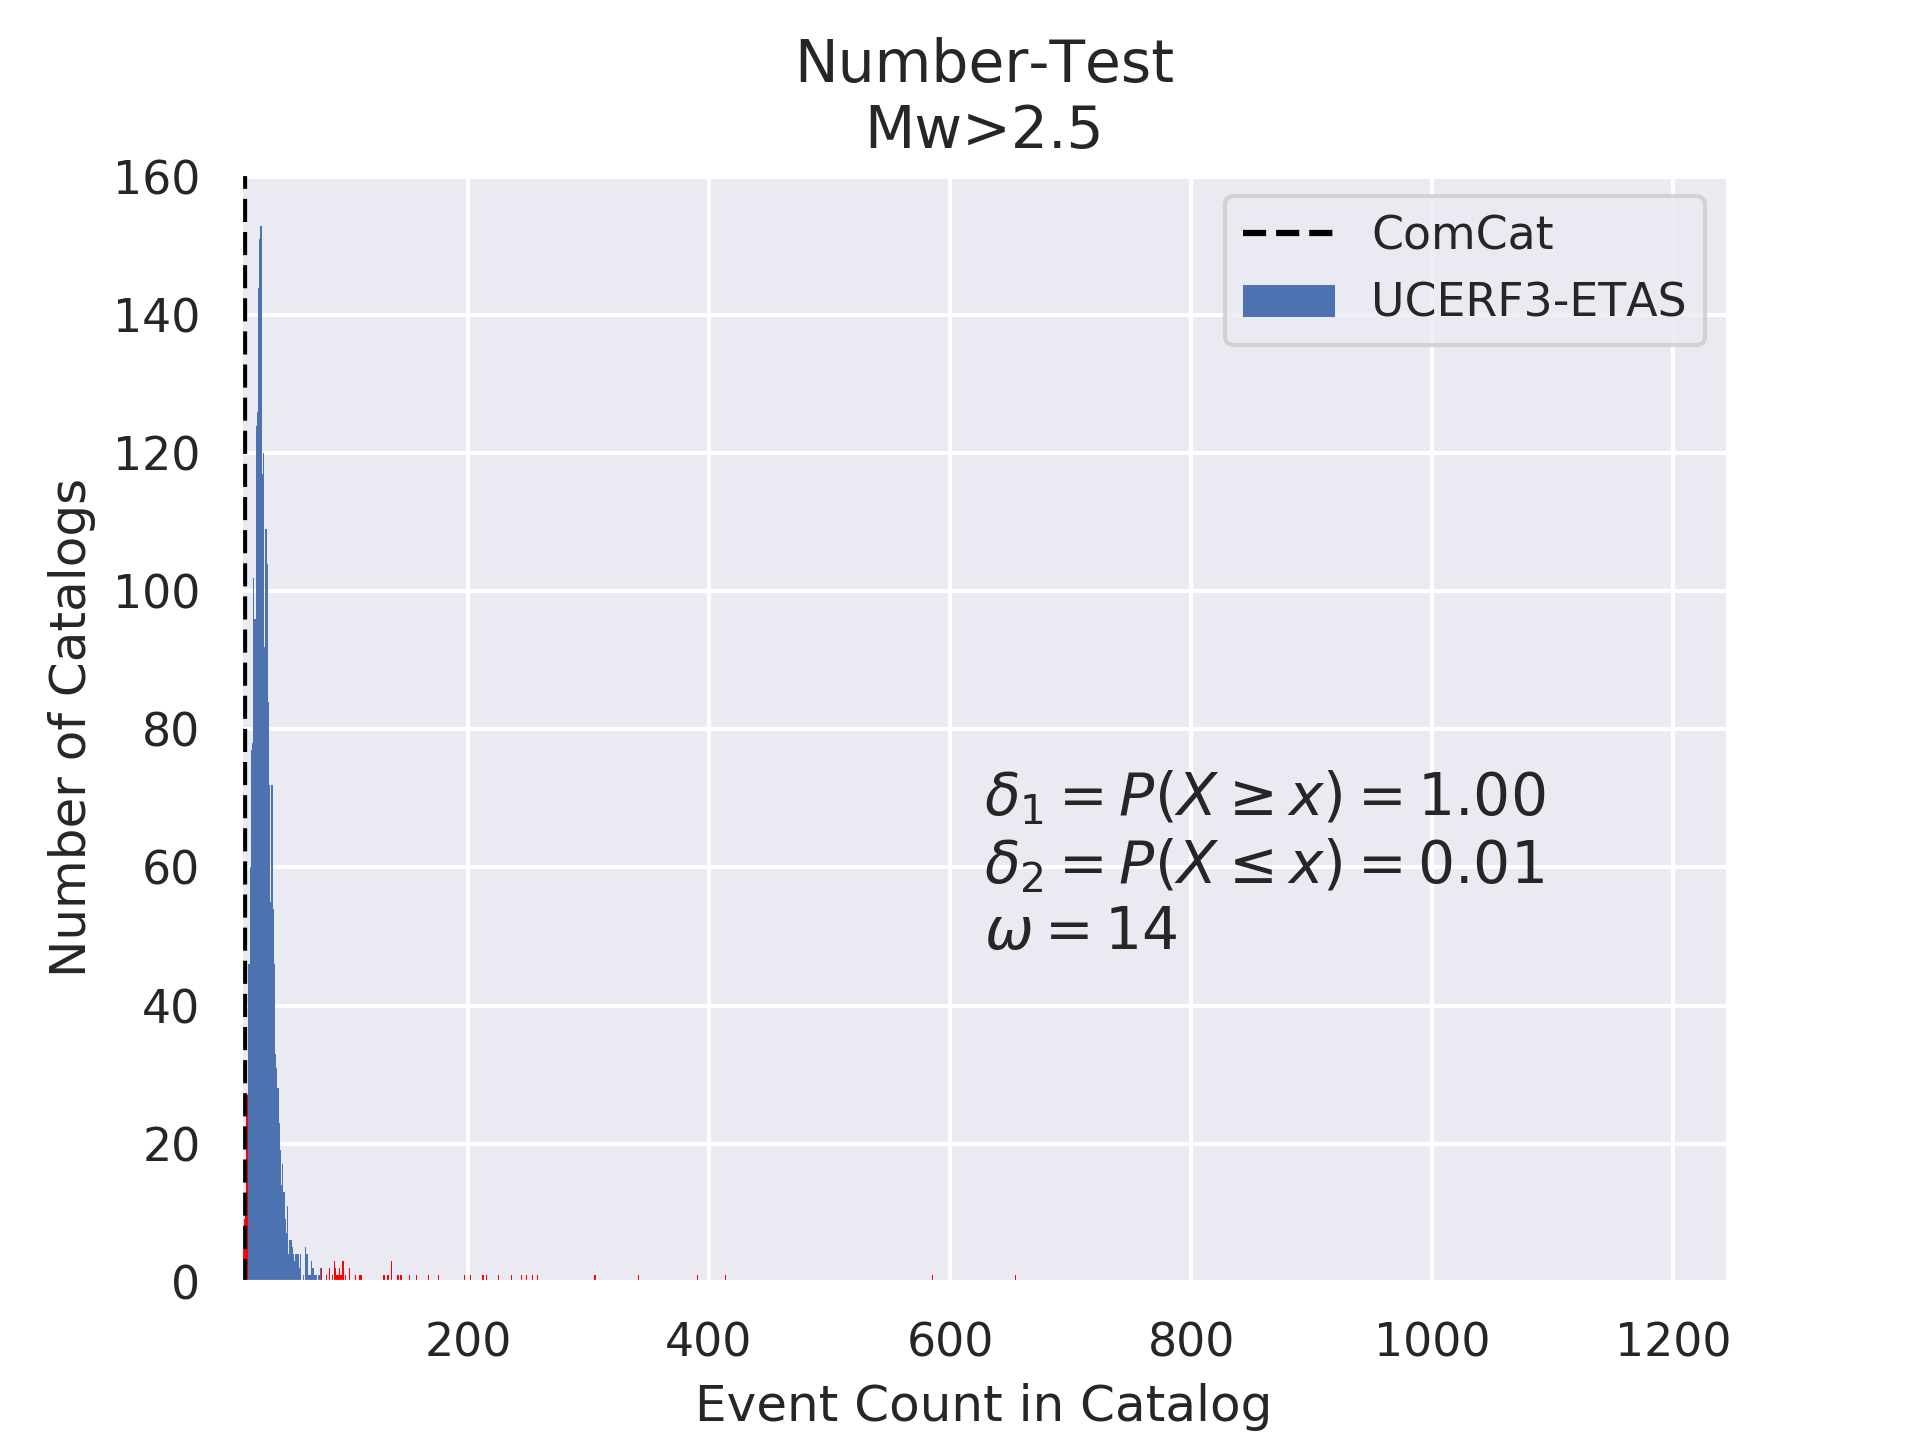 Number-Test
Mw>2.5
160
140
120
100
80
60
40
20
0
Number of Catalogs
ComCat
UCERF3-ETAS
δ₁ = P(X ≥ x) = 1.00
δ₂ = P(X ≤ x) = 0.01
ω = 14
200 400 600 800 1000 1200
Event Count in Catalog